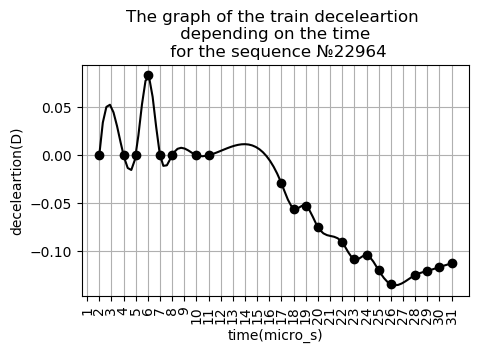 The graph of the train deceleartion
depending on the time
for the sequence №22964
deceleartion(D)
0.05
0.00
−0.05
−0.10
1 2 3 4 5 6 7 8 9 10 11 12 13 14 15 16 17 18 19 20 21 22 23 24 25 26 27 28 29 30 31
time(micro_s)